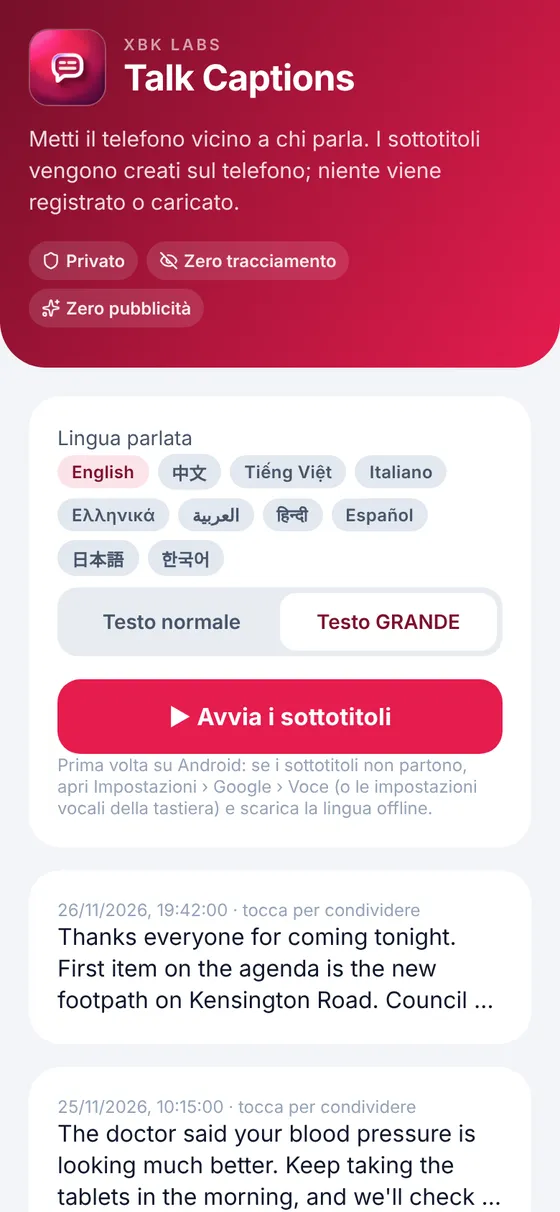 XBK LABS
Talk Captions
Metti il telefono vicino a chi parla. I sottotitoli
vengono creati sul telefono; niente viene
registrato o caricato.
Privato
Zero tracciamento
Zero pubblicità
Lingua parlata
English 中文 Tiếng Việt Italiano
Ελληνικά العربية हिन्दी Español
日本語 한국어
Testo normale Testo GRANDE
▶ Avvia i sottotitoli
Prima volta su Android: se i sottotitoli non partono,
apri Impostazioni › Google › Voce (o le impostazioni
vocali della tastiera) e scarica la lingua offline.
26/11/2026, 19:42:00 · tocca per condividere
Thanks everyone for coming tonight.
First item on the agenda is the new
footpath on Kensington Road. Council …
25/11/2026, 10:15:00 · tocca per condividere
The doctor said your blood pressure is
looking much better. Keep taking the
tablets in the morning, and we'll check …